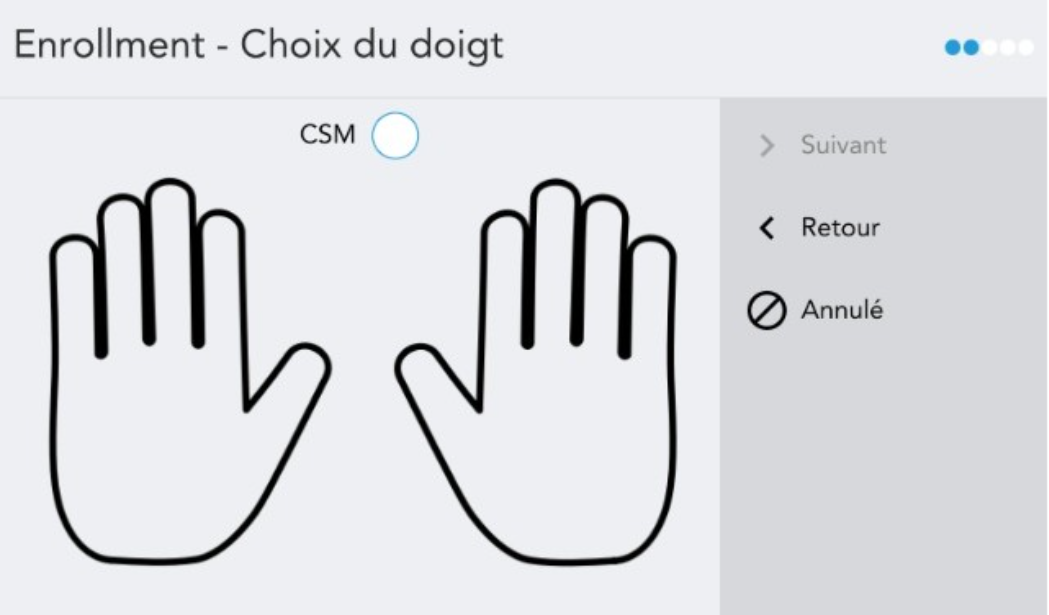 Enrollment - Choix du doigt
CSM
Suivant
Retour
Annulé